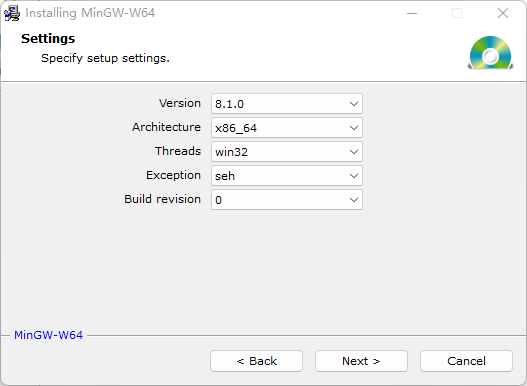 Installing MinGW-W64
Settings
Specify setup settings.
Version 8.1.0
Architecture x86_64
Threads win32
Exception seh
Build revision 0
MinGW-W64
< Back Next > Cancel